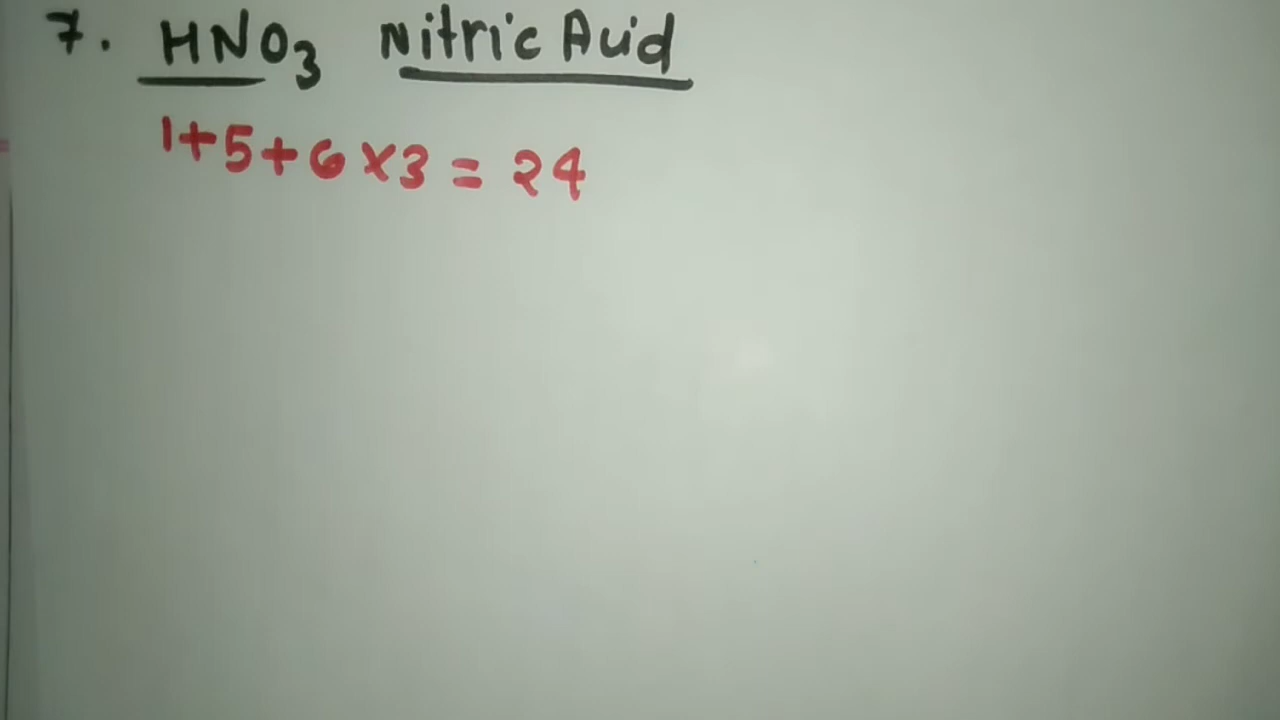 7. HNO3 Nitric Acid
1+5+6×3 = 24